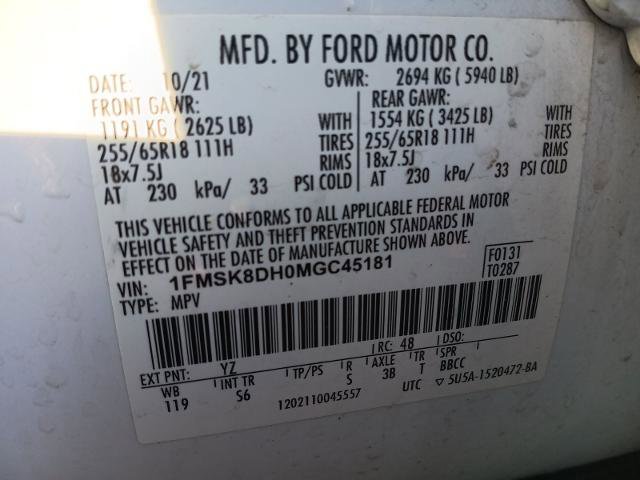 MFD. BY FORD MOTOR CO.
DATE: 10/21 GVWR: 2694 KG ( 5940 LB)
FRONT GAWR: REAR GAWR:
1191 KG ( 2625 LB) WITH 1554 KG ( 3425 LB) WITH
255/65R18 111H TIRES 255/65R18 111H TIRES
18x7.5J RIMS 18x7.5J RIMS
AT 230 kPa/ 33 PSI COLD AT 230 kPa/ 33 PSI COLD
THIS VEHICLE CONFORMS TO ALL APPLICABLE FEDERAL MOTOR
VEHICLE SAFETY AND THEFT PREVENTION STANDARDS IN
EFFECT ON THE DATE OF MANUFACTURE SHOWN ABOVE.
VIN: 1FMSK8DH0MGC45181 F0131
TYPE: MPV T0287
EXT PNT: YZ RC: 48 DSO:
WB INT TR TP/PS R AXLE TR SPR
119 S6 S 3B T BBCC
1202110045557 UTC ▽ 5U5A-1520472-BA